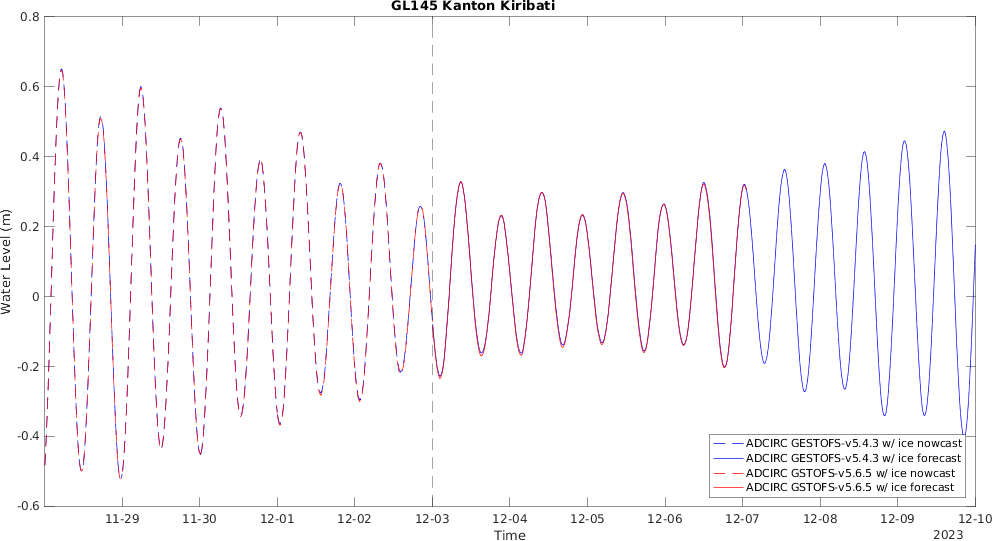 GL145 Kanton Kiribati
Water Level (m)
0.8
0.6
0.4
0.2
0
-0.2
-0.4
-0.6
ADCIRC GESTOFS-v5.4.3 w/ ice nowcast
ADCIRC GESTOFS-v5.4.3 w/ ice forecast
ADCIRC GSTOFS-v5.6.5 w/ ice nowcast
ADCIRC GSTOFS-v5.6.5 w/ ice forecast
11-29 11-30 12-01 12-02 12-03 12-04 12-05 12-06 12-07 12-08 12-09 12-10
Time
2023